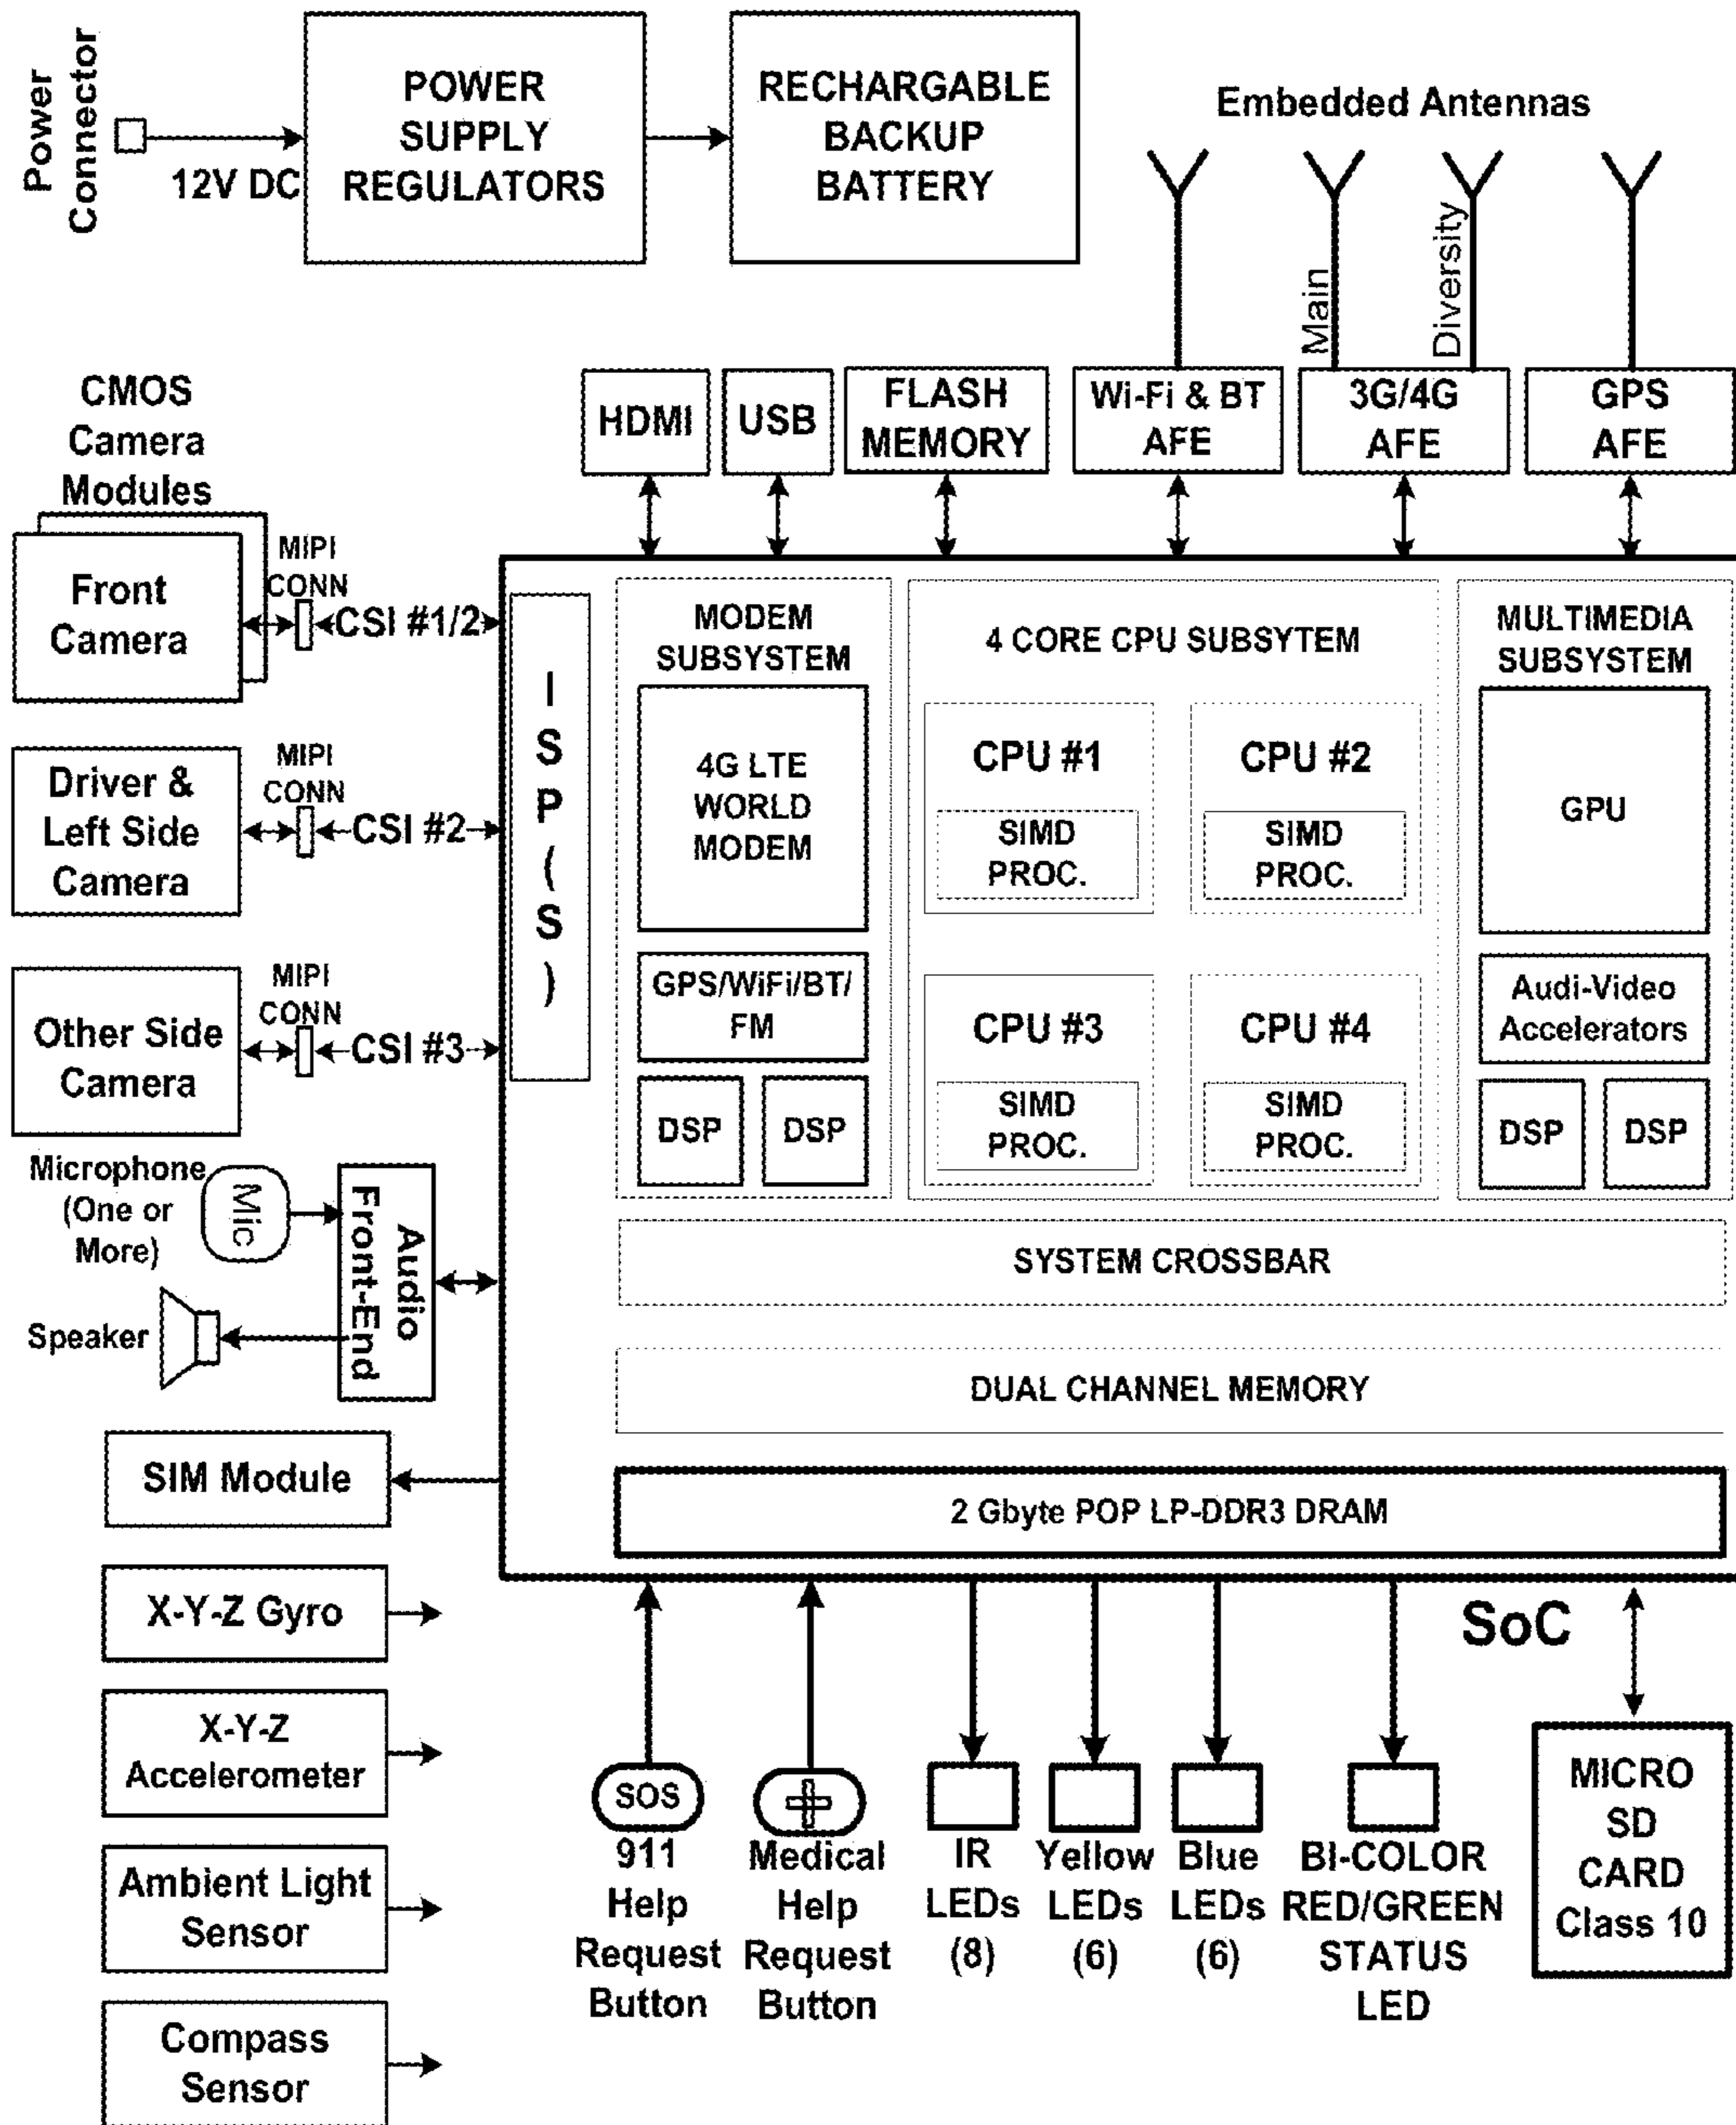 Power
Connector
12V DC
POWER
SUPPLY
REGULATORS
RECHARGABLE
BACKUP
BATTERY
Embedded Antennas
Main
Diversity
HDMI
USB
FLASH
MEMORY
Wi-Fi & BT
AFE
3G/4G
AFE
GPS
AFE
CMOS
Camera
Modules
Front
Camera
MIPI
CONN
CSI #1/2
Driver &
Left Side
Camera
MIPI
CONN
CSI #2
Other Side
Camera
MIPI
CONN
CSI #3
I
S
P
(
S
)
MODEM
SUBSYSTEM
4G LTE
WORLD
MODEM
GPS/WiFi/BT/
FM
DSP
DSP
4 CORE CPU SUBSYTEM
CPU #1
SIMD
PROC.
CPU #2
SIMD
PROC.
CPU #3
SIMD
PROC.
CPU #4
SIMD
PROC.
MULTIMEDIA
SUBSYSTEM
GPU
Audi-Video
Accelerators
DSP
DSP
Microphone
(One or
More)
Mic
Audio
Front-End
Speaker
SYSTEM CROSSBAR
DUAL CHANNEL MEMORY
2 Gbyte POP LP-DDR3 DRAM
SoC
SIM Module
X-Y-Z Gyro
X-Y-Z
Accelerometer
Ambient Light
Sensor
Compass
Sensor
SOS
911
Help
Request
Button
Medical
Help
Request
Button
IR
LEDs
(8)
Yellow
LEDs
(6)
Blue
LEDs
(6)
BI-COLOR
RED/GREEN
STATUS
LED
MICRO
SD
CARD
Class 10